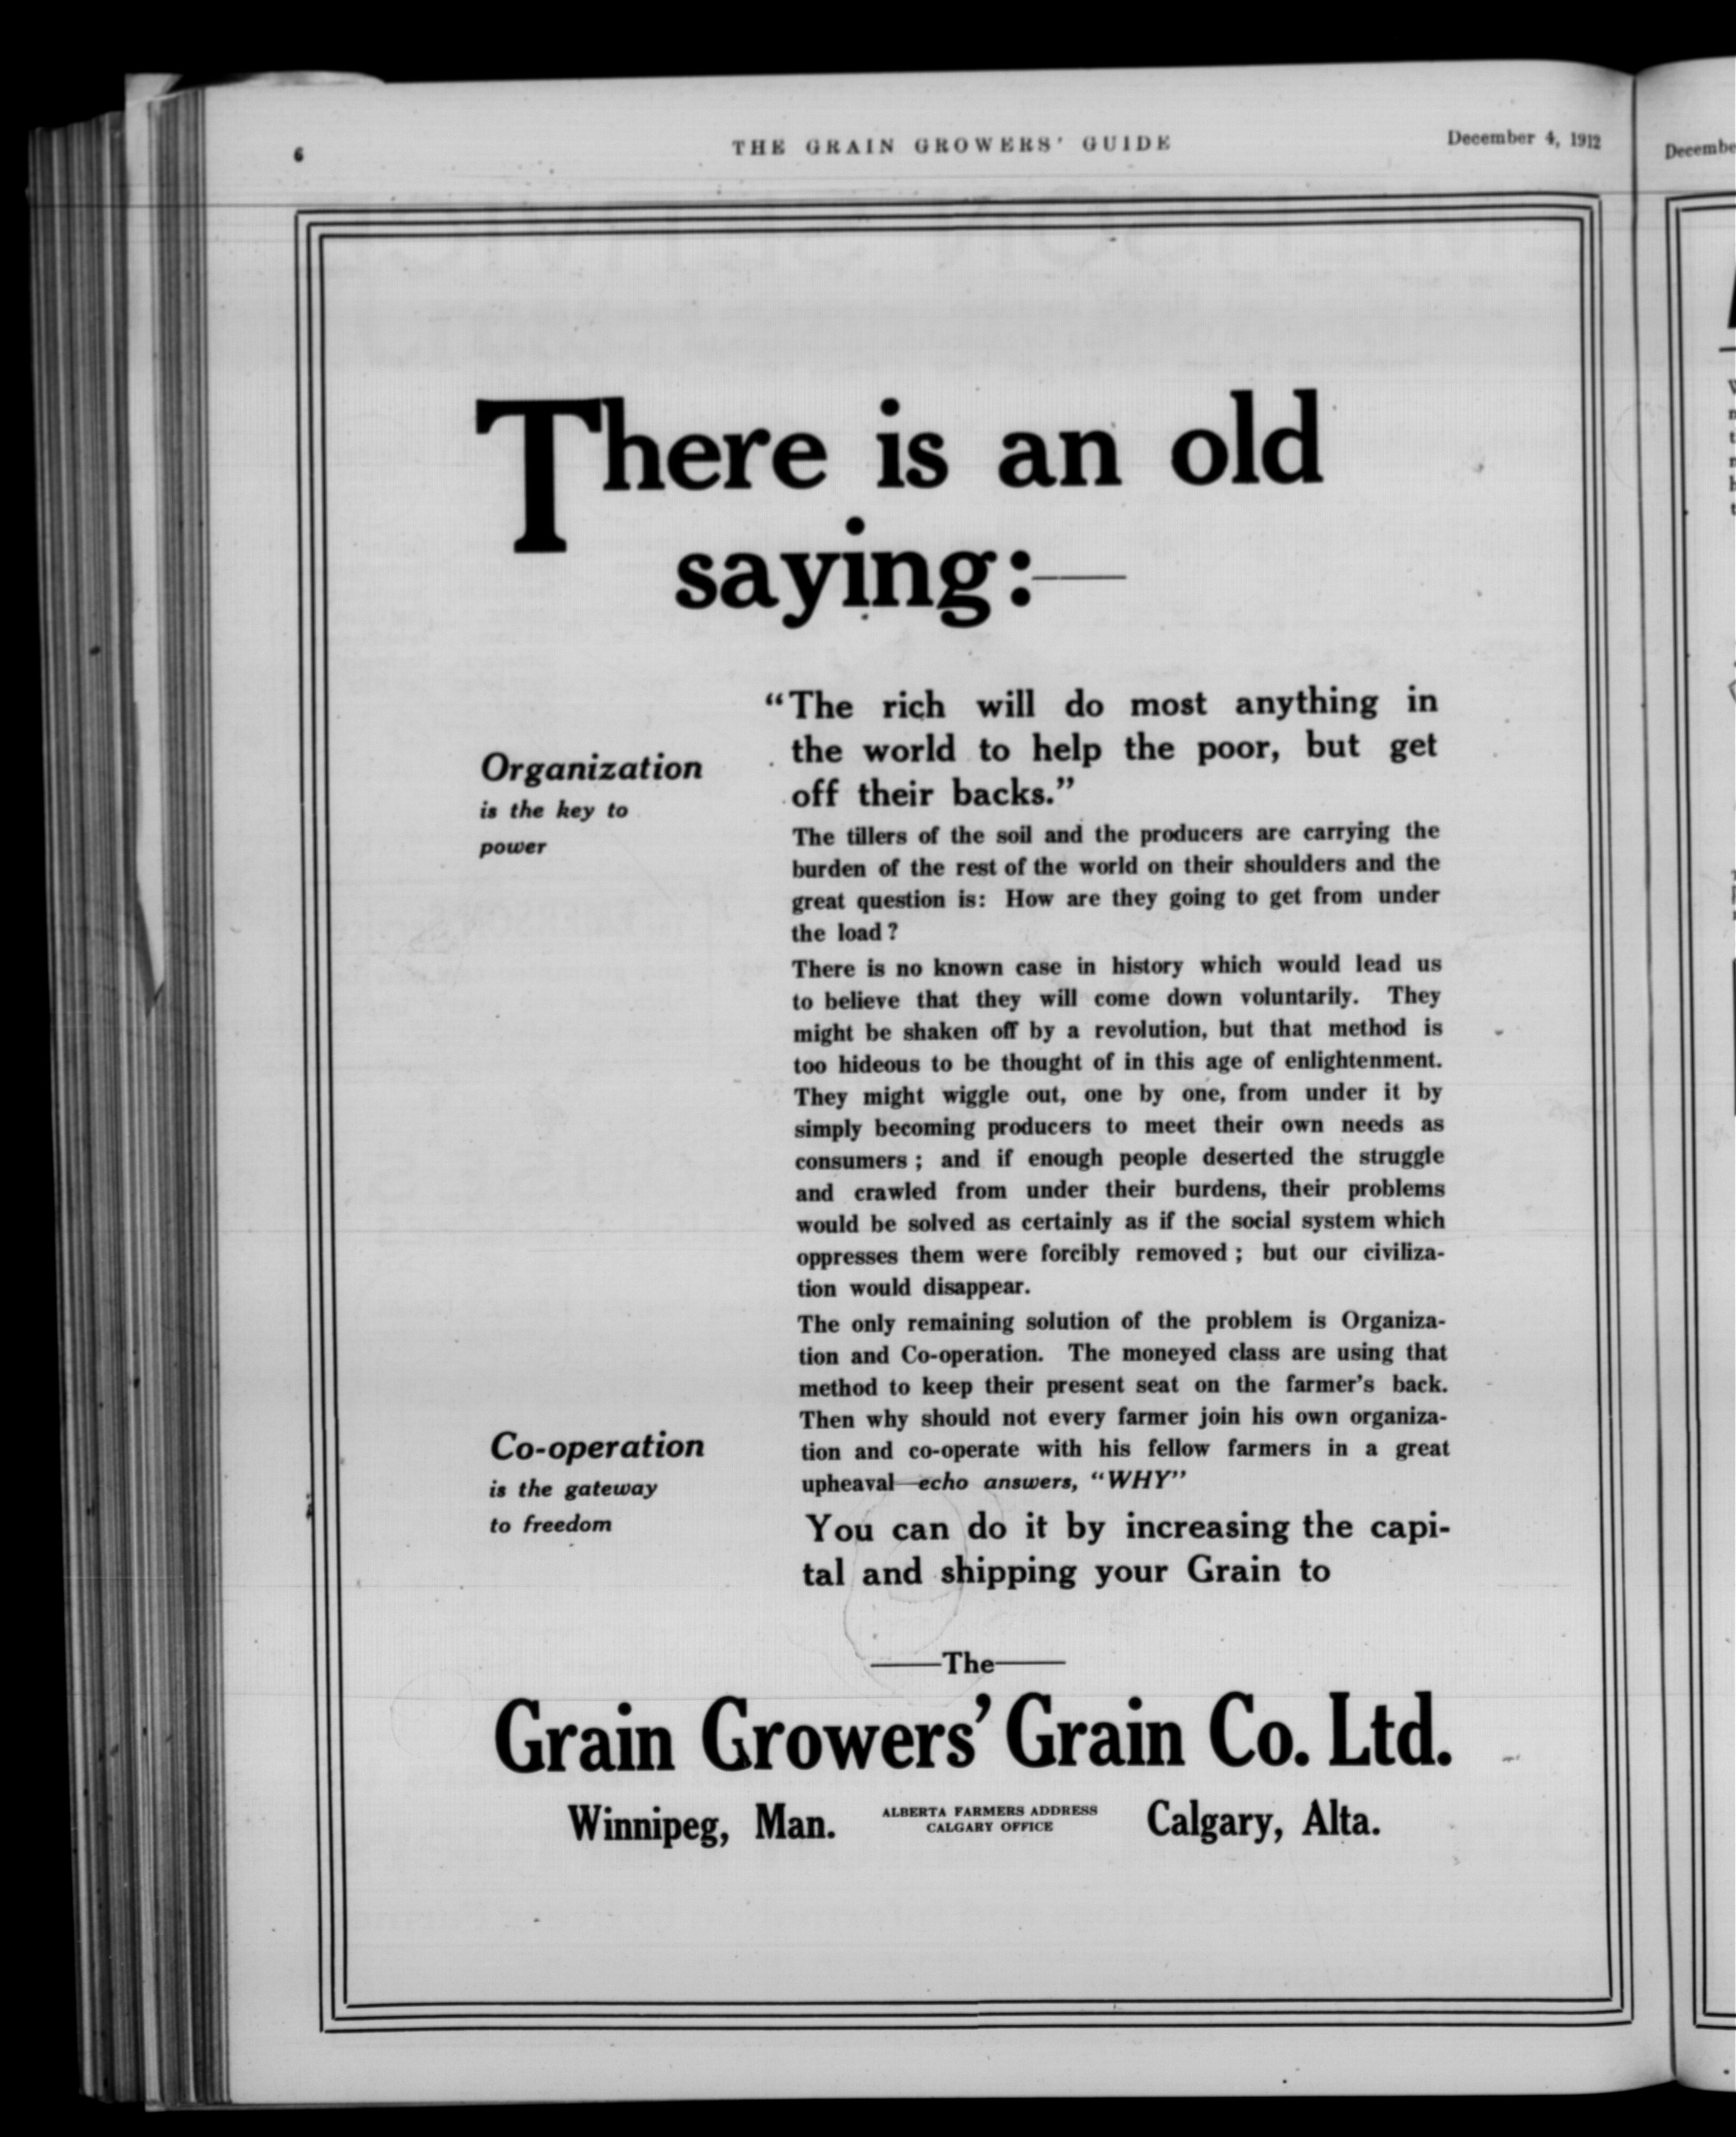 6
THE GRAIN GROWERS' GUIDE
December 4, 1912
There is an old
saying:—
Organization
is the key to
power
"The rich will do most anything in
the world to help the poor, but get
off their backs."
The tillers of the soil and the producers are carrying the
burden of the rest of the world on their shoulders and the
great question is: How are they going to get from under
the load?
There is no known case in history which would lead us
to believe that they will come down voluntarily. They
might be shaken off by a revolution, but that method is
too hideous to be thought of in this age of enlightenment.
They might wiggle out, one by one, from under it by
simply becoming producers to meet their own needs as
consumers; and if enough people deserted the struggle
and crawled from under their burdens, their problems
would be solved as certainly as if the social system which
oppresses them were forcibly removed; but our civiliza-
tion would disappear.
The only remaining solution of the problem is Organiza-
tion and Co-operation. The moneyed class are using that
method to keep their present seat on the farmer's back.
Then why should not every farmer join his own organiza-
tion and co-operate with his fellow farmers in a great
upheaval—echo answers, "WHY"
Co-operation
is the gateway
to freedom
You can do it by increasing the capi-
tal and shipping your Grain to
—The—
Grain Growers' Grain Co. Ltd.
Winnipeg, Man.
ALBERTA FARMERS ADDRESS
CALGARY OFFICE
Calgary, Alta.